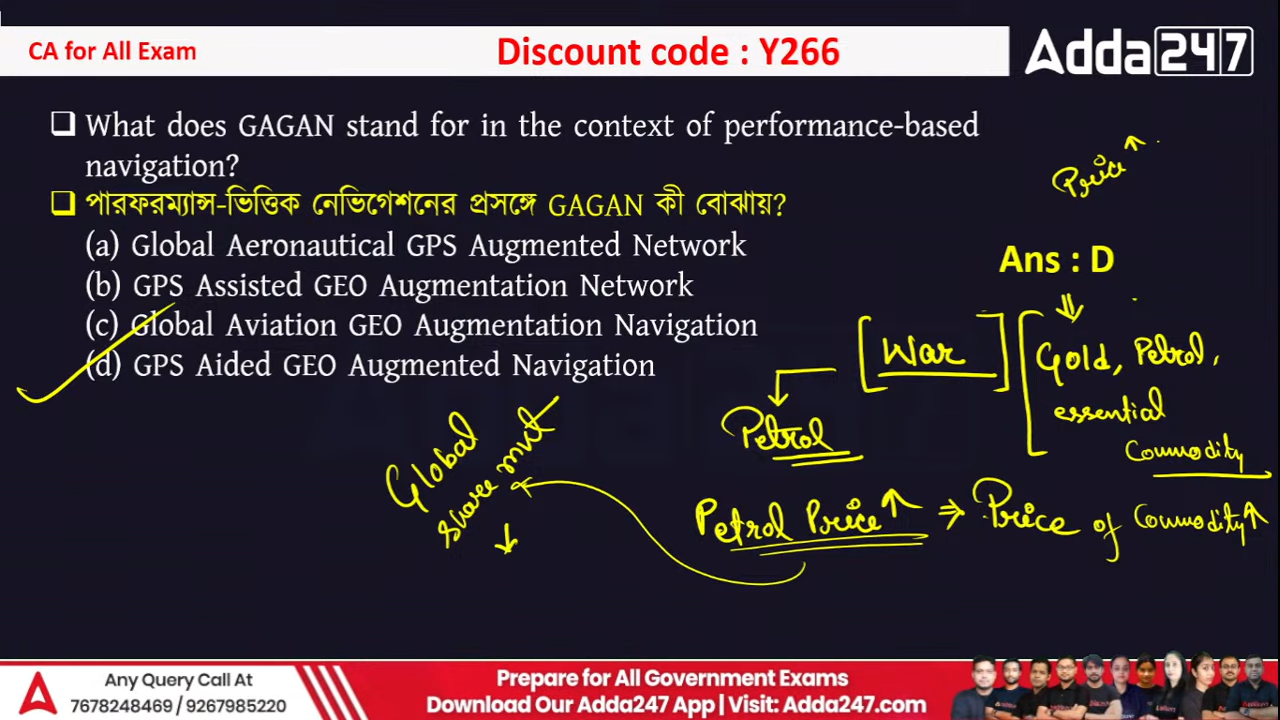 CA for All Exam
Discount code : Y266
Adda247
What does GAGAN stand for in the context of performance-based
navigation?
পারফরম্যান্স-ভিত্তিক নেভিগেশনের প্রসঙ্গে GAGAN কী বোঝায়?
(a) Global Aeronautical GPS Augmented Network
(b) GPS Assisted GEO Augmentation Network
(c) Global Aviation GEO Augmentation Navigation
(d) GPS Aided GEO Augmented Navigation
Price ↑
Ans : D
[War]
Gold, Petrol,
essential
Commodity
Petrol
Global
share mkt
↓
Petrol Price ↑ ⇒ Price of Commodity ↑
Any Query Call At
7678248469 / 9267985220
Prepare for All Government Exams
Download Our Adda247 App | Visit: Adda247.com